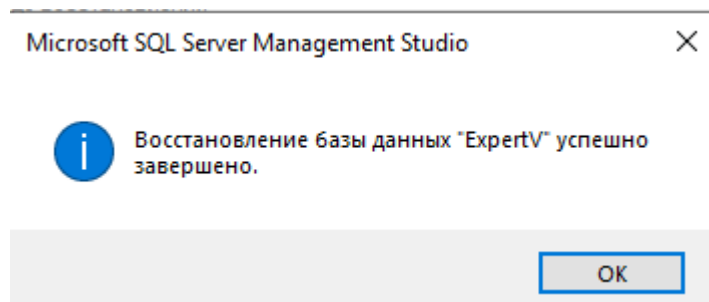 Microsoft SQL Server Management Studio
Восстановление базы данных "ExpertV" успешно
завершено.
OK